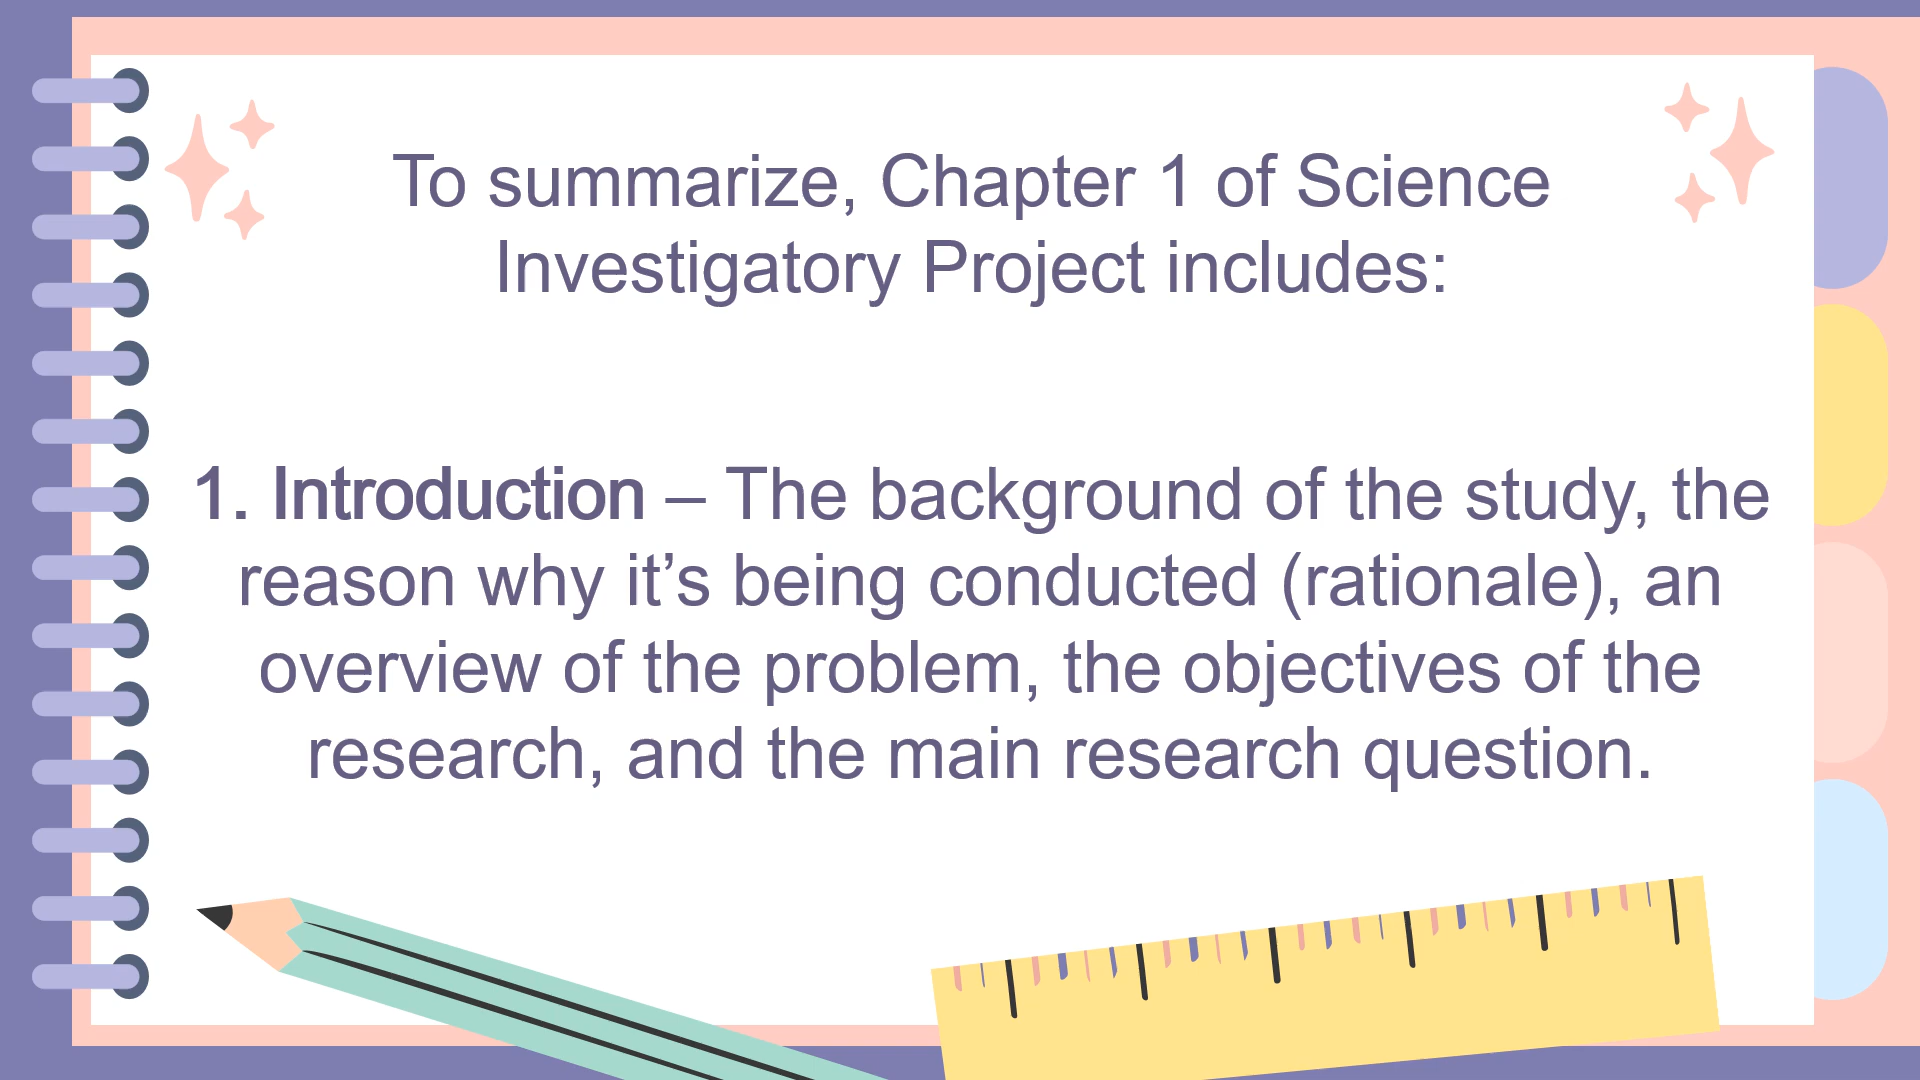 To summarize, Chapter 1 of Science
Investigatory Project includes:
1. Introduction – The background of the study, the
reason why it’s being conducted (rationale), an
overview of the problem, the objectives of the
research, and the main research question.